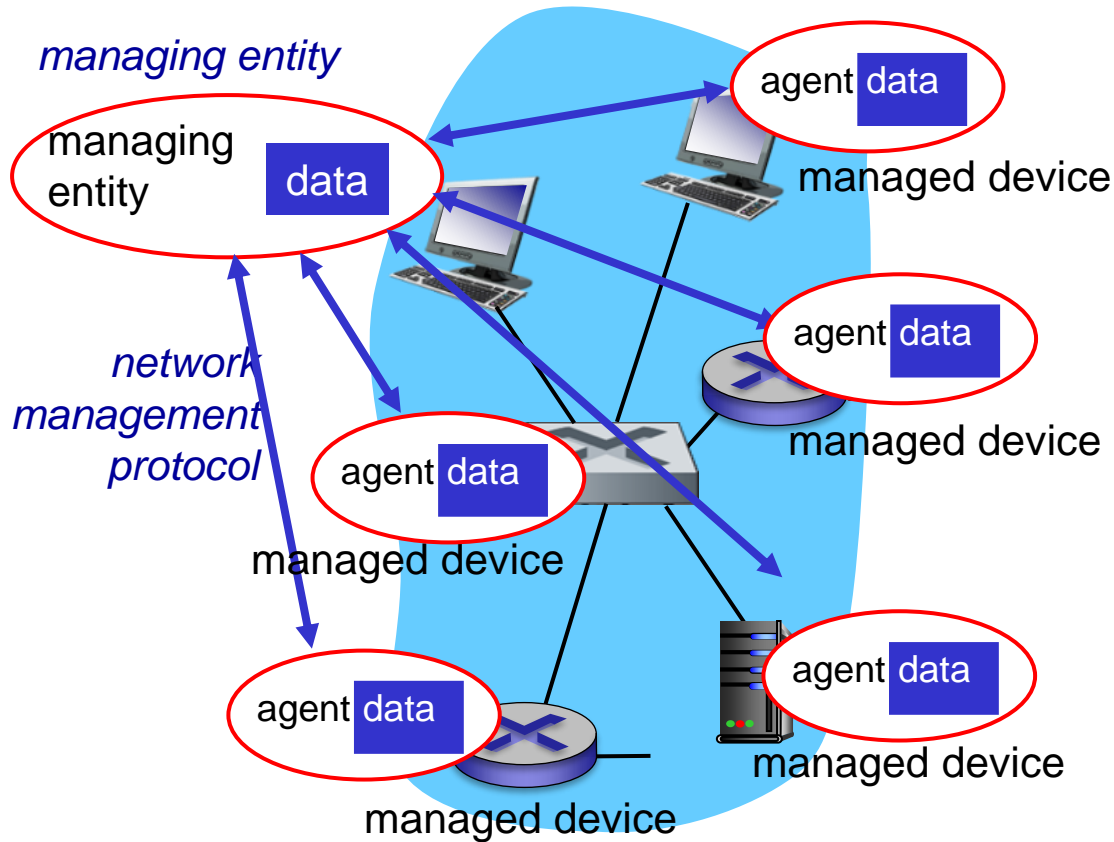 managing entity
managing
entity
data
agent data
managed device
agent data
managed device
network
management
protocol
agent data
managed device
agent data
managed device
agent data
managed device